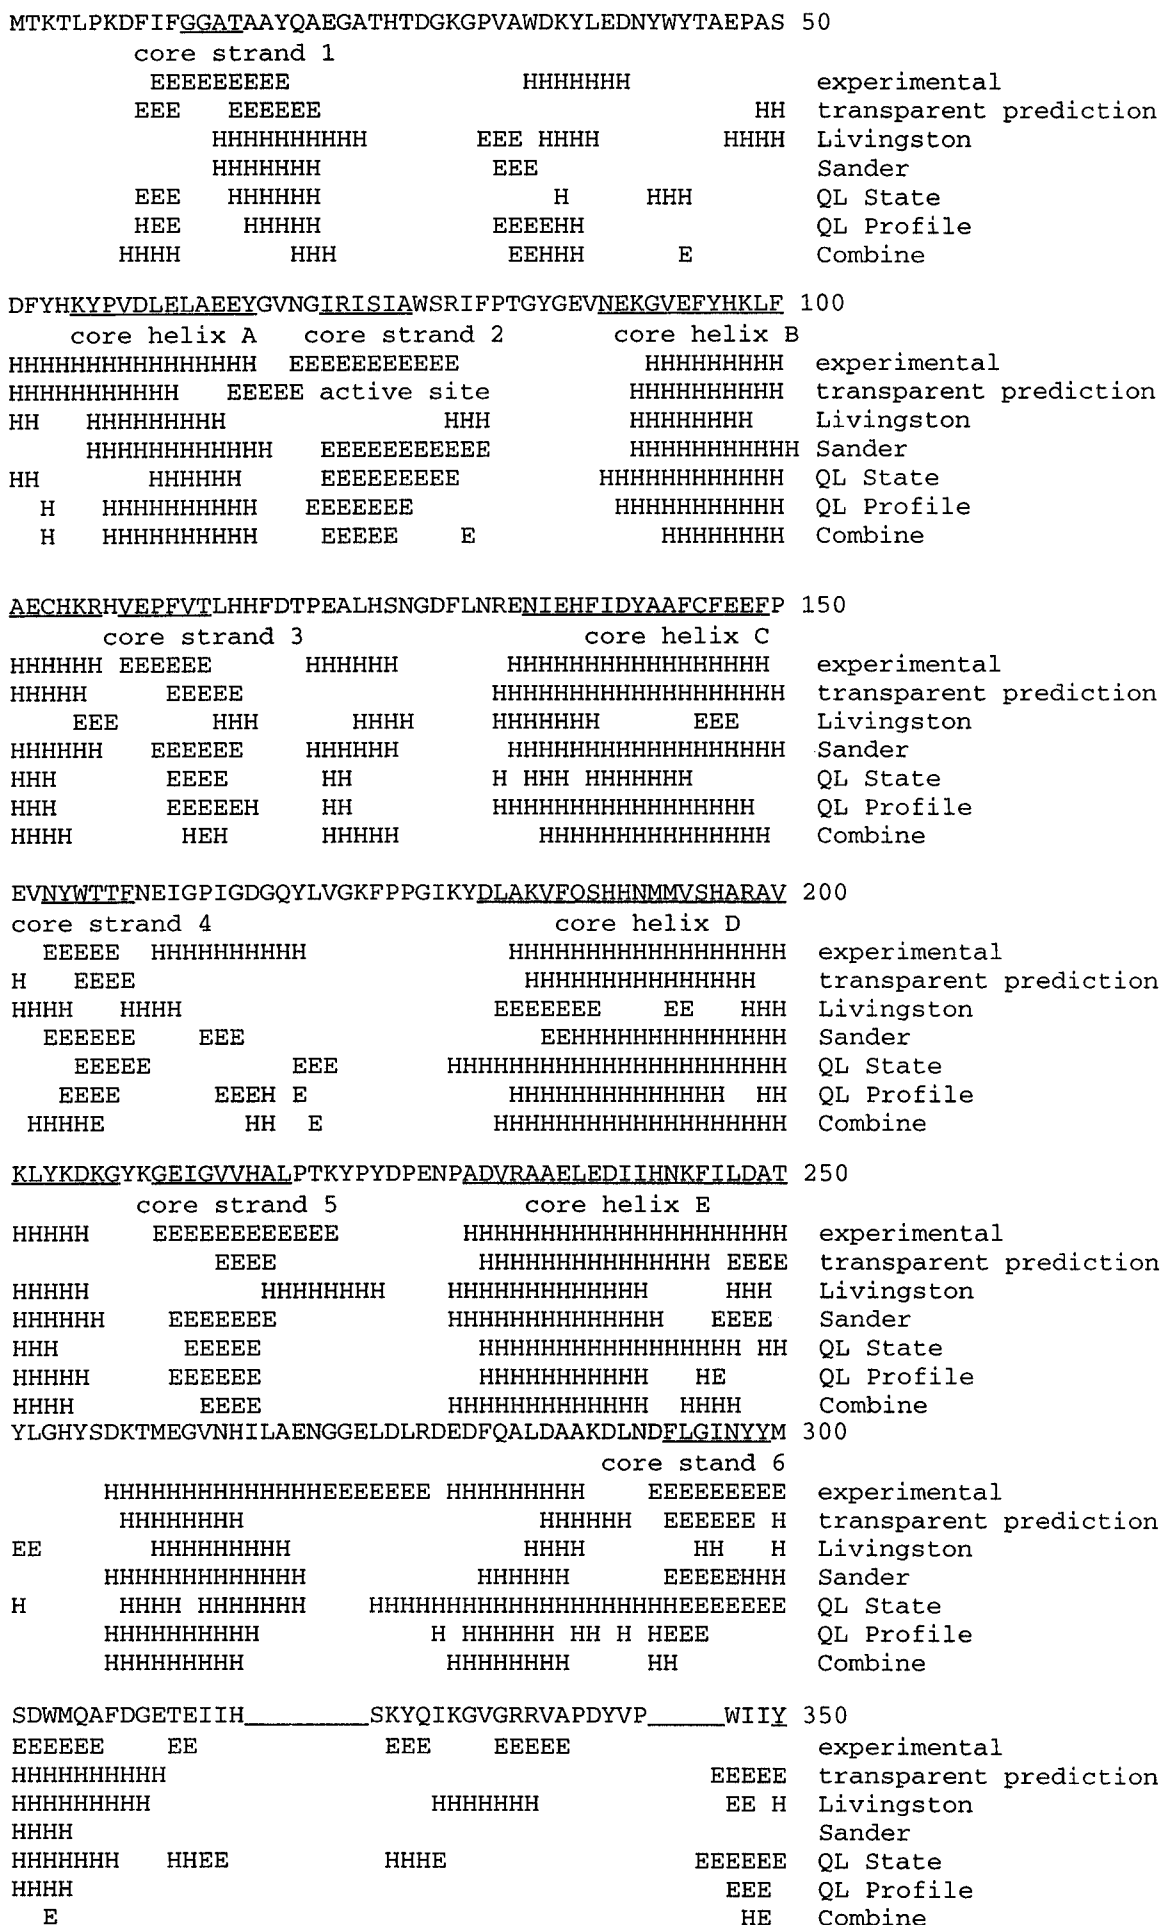 MTKTLPKDFIFGGATAAYQAEGATHTDGKGPVAWDKYLEDNYWYTAEPAS 50
core strand 1
EEEEEEEEE HHHHHHH experimental
EEE EEEEEE HH transparent prediction
HHHHHHHHHH EEE HHHH HHHH Livingston
HHHHHHH EEE Sander
EEE HHHHHH H HHH QL State
HEE HHHHH EEEEHH QL Profile
HHHH HHH EEHHH E Combine
DFYHKYPVDLELAEEYGVNGIRISIAWSRIFPTGYGEVNEKGVEFYHKLF 100
core helix A core strand 2 core helix B
HHHHHHHHHHHHHHHH EEEEEEEEEEE HHHHHHHHH experimental
HHHHHHHHHHH EEEEE active site HHHHHHHHHH transparent prediction
HH HHHHHHHHH HHH HHHHHHHH Livingston
HHHHHHHHHHHH EEEEEEEEEEE HHHHHHHHHHH Sander
HH HHHHHH EEEEEEEEE HHHHHHHHHHHH QL State
H HHHHHHHHHH EEEEEEE HHHHHHHHHHH QL Profile
H HHHHHHHHHH EEEEE E HHHHHHHH Combine
AECHKRHVEPFVTLHHFDTPEALHSNGDFLNRENIEHFIDYAAFCFEEFP 150
core strand 3 core helix C
HHHHHH EEEEEE HHHHHH HHHHHHHHHHHHHHHHH experimental
HHHHH EEEEE HHHHHHHHHHHHHHHHHHH transparent prediction
EEE HHH HHHH HHHHHHH EEE Livingston
HHHHHH EEEEEE HHHHHH HHHHHHHHHHHHHHHHHH Sander
HHH EEEE HH H HHH HHHHHHH QL State
HHH EEEEEH HH HHHHHHHHHHHHHHHHH QL Profile
HHHH HEH HHHHH HHHHHHHHHHHHHHH Combine
EVNYWTTFNEIGPIGDGQYLVGKFPPGIKYDLAKVFQSHHNMMVSHARAV 200
core strand 4 core helix D
EEEEE HHHHHHHHHH HHHHHHHHHHHHHHHHHH experimental
H EEEE HHHHHHHHHHHHHHH transparent prediction
HHHH HHHH EEEEEEE EE HHH Livingston
EEEEEE EEE EEHHHHHHHHHHHHHH Sander
EEEEE EEE HHHHHHHHHHHHHHHHHHHHHH QL State
EEEE EEEH E HHHHHHHHHHHHHH HH QL Profile
HHHHE HH E HHHHHHHHHHHHHHHHHHH Combine
KLYKDKGYKGEIGVVHALPTKYPYDPENPADVRAAELEDIIHNKFILDAT 250
core strand 5 core helix E
HHHHH EEEEEEEEEEEE HHHHHHHHHHHHHHHHHHHHH experimental
EEEE HHHHHHHHHHHHHHH EEEE transparent prediction
HHHHH HHHHHHHH HHHHHHHHHHHHH HHH Livingston
HHHHHH EEEEEEE HHHHHHHHHHHHHH EEEE Sander
HHH EEEEE HHHHHHHHHHHHHHHHH HH QL State
HHHHH EEEEEE HHHHHHHHHHH HE QL Profile
HHHH EEEE HHHHHHHHHHHHH HHHH Combine
YLGHYSDKTMEGVNHILAENGGELDLRDEDFQALDAAKDLNDFLGINYYM 300
core stand 6
HHHHHHHHHHHHHHEEEEEEE HHHHHHHHH EEEEEEEEE experimental
HHHHHHHH HHHHHH EEEEEE H transparent prediction
EE HHHHHHHHH HHHH HH H Livingston
HHHHHHHHHHHHH HHHHHH EEEEEHHH Sander
H HHHH HHHHHHH HHHHHHHHHHHHHHHHHHHHEEEEEEE QL State
HHHHHHHHHH H HHHHHH HH H HEEE QL Profile
HHHHHHHHH HHHHHHHH HH Combine
SDWMQAFDGETEIIH________SKYQIKGVGRRVAPDYVP_____WIIY 350
EEEEEE EE EEE EEEEE experimental
HHHHHHHHHH EEEEE transparent prediction
HHHHHHHHH HHHHHHH EE H Livingston
HHHH Sander
HHHHHHH HHEE HHHE EEEEEE QL State
HHHH EEE QL Profile
E HE Combine